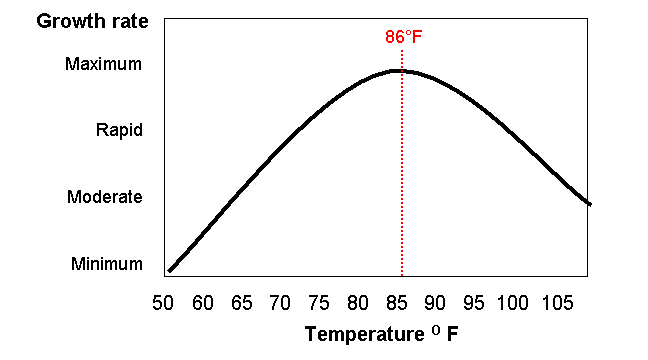 Growth rate
86°F
Maximum
Rapid
Moderate
Minimum
50 60 65 70 75 80 85 90 95 100 105
Temperature ᴼ F